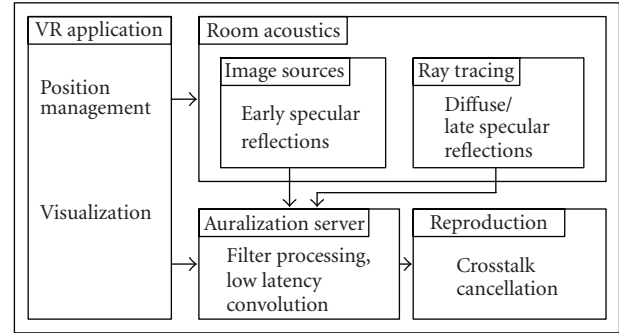 VR application
Position
management
Visualization
Room acoustics
Image sources
Early specular
reflections
Ray tracing
Diffuse/
late specular
reflections
Auralization server
Filter processing,
low latency
convolution
Reproduction
Crosstalk
cancellation